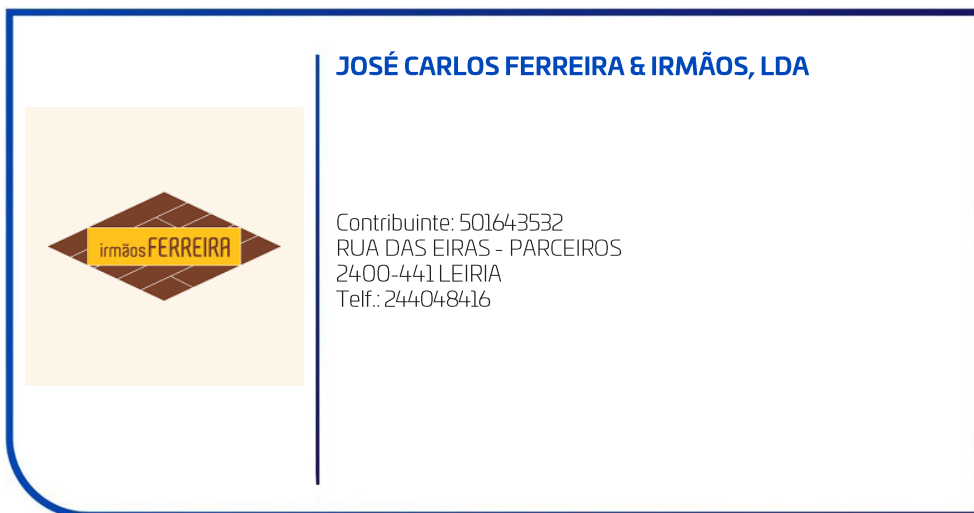 JOSÉ CARLOS FERREIRA & IRMÃOS, LDA
irmãos FERREIRA
Contribuinte: 501643532
RUA DAS EIRAS - PARCEIROS
2400-441 LEIRIA
Telf.: 244048416